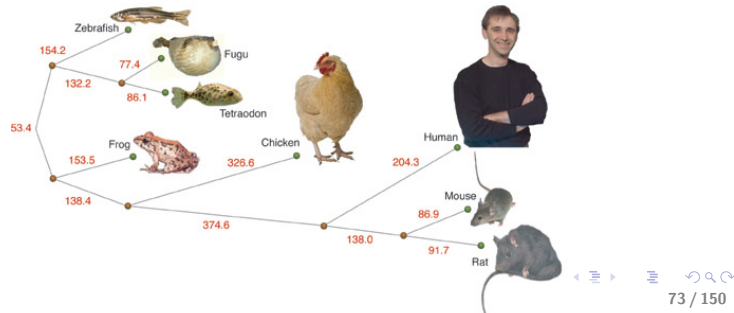 Zebrafish
154.2
Fugu
77.4
132.2
86.1
Tetraodon
53.4
Frog
Chicken
Human
153.5
326.6
204.3
138.4
Mouse
374.6
86.9
138.0
91.7
Rat
73 / 150